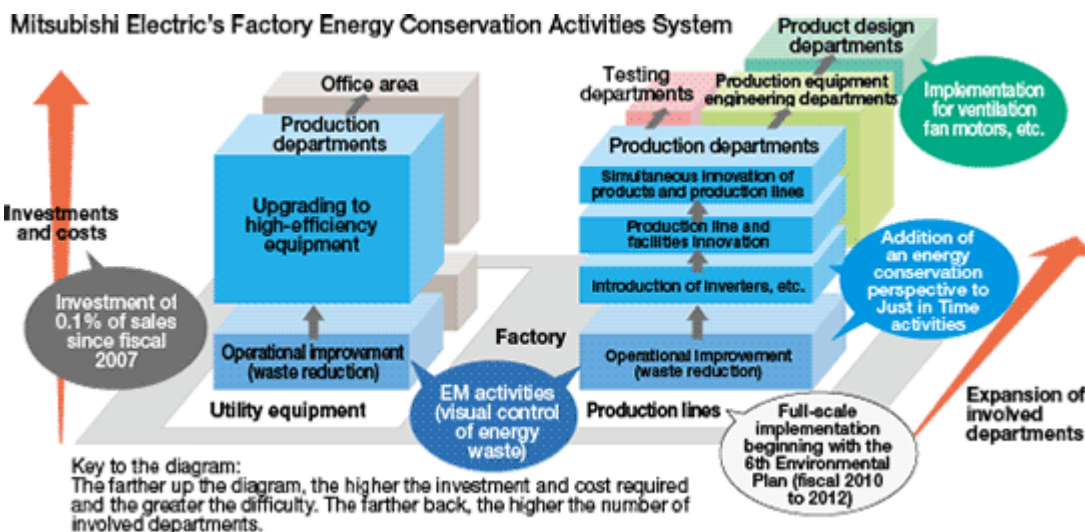 Mitsubishi Electric's Factory Energy Conservation Activities System
Investments
and costs
Investment of
0.1% of sales
since fiscal
2007
Office area
Production
departments
Upgrading to
high-efficiency
equipment
Operational improvement
(waste reduction)
Utility equipment
Factory
EM activities
(visual control
of energy
waste)
Product design
departments
Testing
departments
Production equipment
engineering departments
Production departments
Simultaneous innovation of
products and production lines
Production line and
facilities innovation
Introduction of inverters, etc.
Operational improvement
(waste reduction)
Production lines
Implementation
for ventilation
fan motors, etc.
Addition of
an energy
conservation
perspective to
Just in Time
activities
Full-scale
implementation
beginning with the
6th Environmental
Plan (fiscal 2010
to 2012)
Expansion of
involved
departments
Key to the diagram:
The farther up the diagram, the higher the investment and cost required
and the greater the difficulty. The farther back, the higher the number of
involved departments.